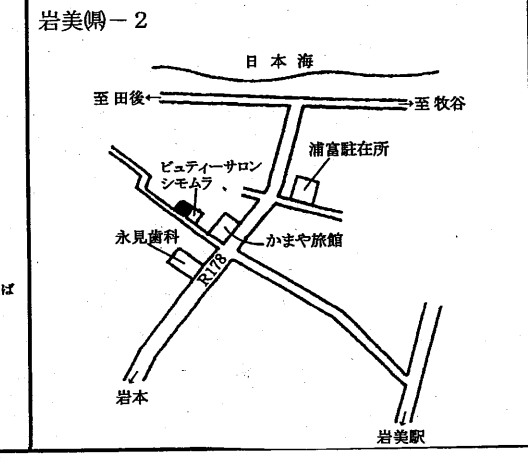 岩美㈱－2
日本海
至 田後←
→至 牧谷
浦富駐在所
ビュティーサロン
シモムラ
永見歯科
かまや旅館
R178
ば
岩本
岩美駅